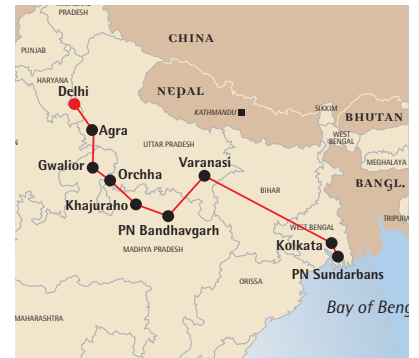 PRADESH
CHINA
PUNJAB
HARYANA
Delhi
NEPAL
KATHMANDU
SIKKIM
BHUTAN
Agra
UTTAR PRADESH
WEST
BENGAL
MEGHALAYA
Gwalior
Orchha
Varanasi
BIHAR
BANGL.
Khajuraho
TRIPURA
PN Bandhavgarh
WEST BENGAL
MADHYA PRADESH
Kolkata
PN Sundarbans
ORISSA
MAHARASHTRA
Bay of Beng